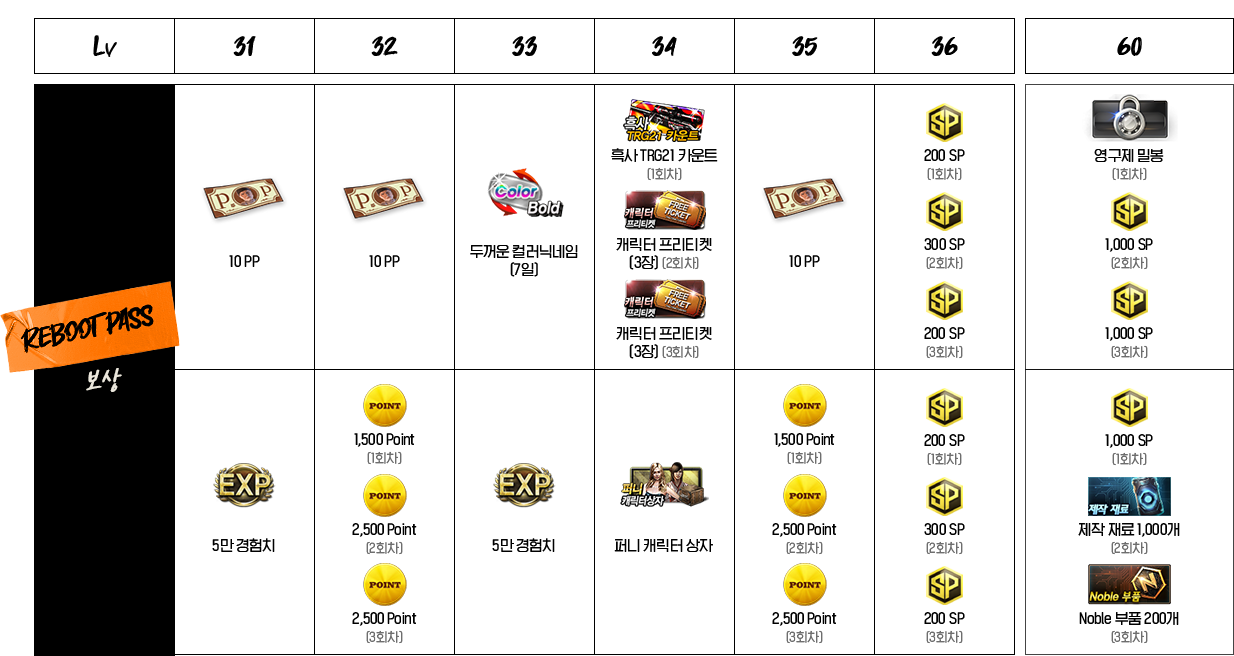 Lv 31 32 33 34 35 36 60
REBOOT PASS
보상
P.O.P
10 PP
P.O.P
10 PP
Color
Bold
두꺼운 컬러닉네임
(7일)
흑사
TRG21 카운트
흑사 TRG21 카운트
(1회차)
캐릭터
프리티켓
FREE
TICKET
캐릭터 프리티켓
(3장) (2회차)
캐릭터
프리티켓
FREE
TICKET
캐릭터 프리티켓
(3장) (3회차)
P.O.P
10 PP
SP
200 SP
(1회차)
SP
300 SP
(2회차)
SP
200 SP
(3회차)
영구제 밀봉
(1회차)
SP
1,000 SP
(2회차)
SP
1,000 SP
(3회차)
EXP
5만 경험치
POINT
1,500 Point
(1회차)
POINT
2,500 Point
(2회차)
POINT
2,500 Point
(3회차)
EXP
5만 경험치
퍼니
캐릭터상자
퍼니 캐릭터 상자
POINT
1,500 Point
(1회차)
POINT
2,500 Point
(2회차)
POINT
2,500 Point
(3회차)
SP
200 SP
(1회차)
SP
300 SP
(2회차)
SP
200 SP
(3회차)
SP
1,000 SP
(1회차)
제작 재료
제작 재료 1,000개
(2회차)
N
Noble 부품
Noble 부품 200개
(3회차)